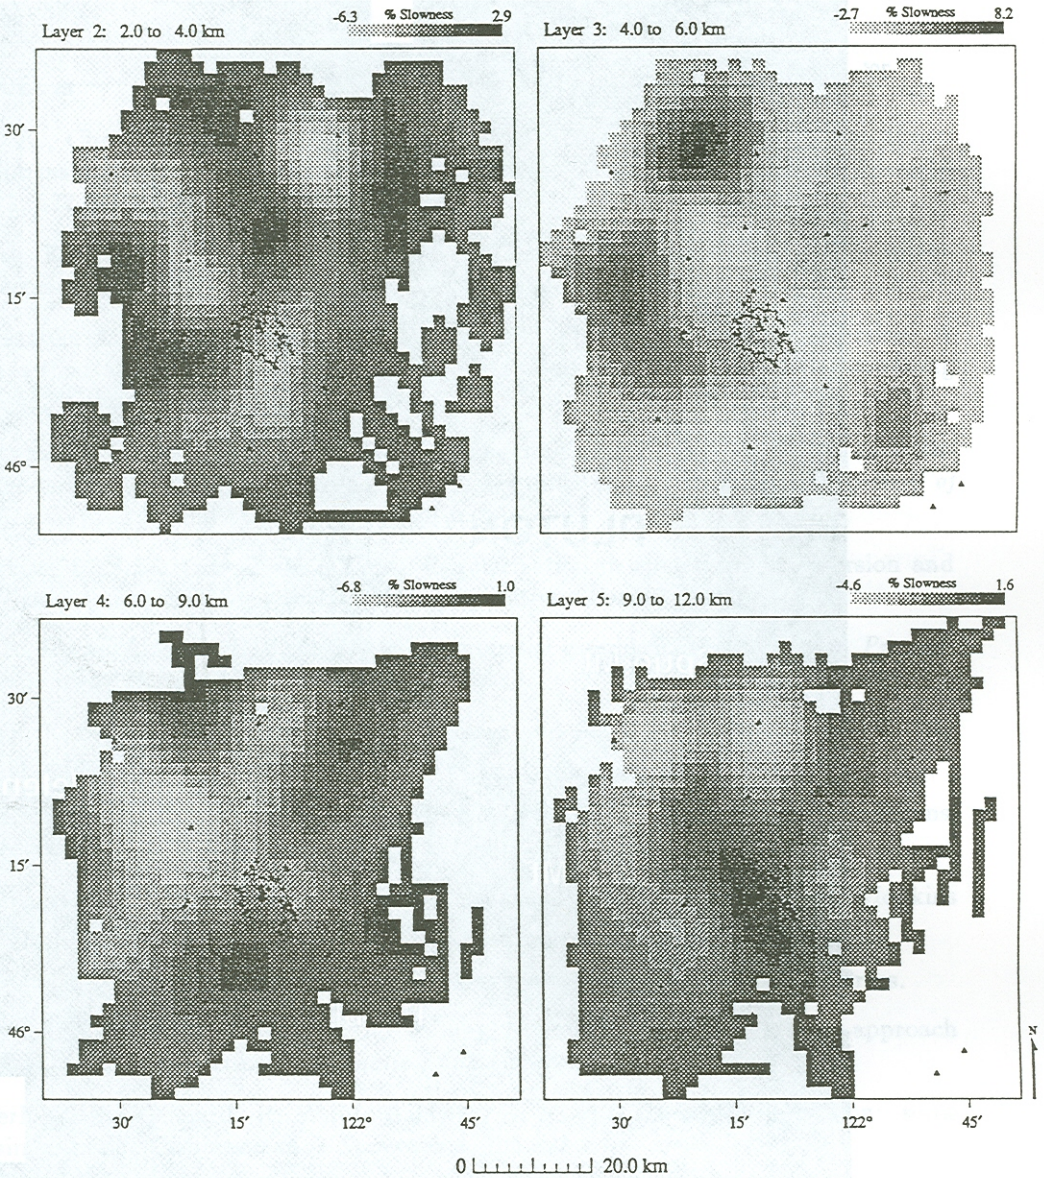 -6.3 % Slowness 2.9
Layer 2: 2.0 to 4.0 km
-2.7 % Slowness 8.2
Layer 3: 4.0 to 6.0 km
30′
15′
46°
-6.8 % Slowness 1.0
Layer 4: 6.0 to 9.0 km
-4.6 % Slowness 1.6
Layer 5: 9.0 to 12.0 km
30′
15′
46°
N
30′ 15′ 122° 45′
30′ 15′ 122° 45′
0 20.0 km
approach